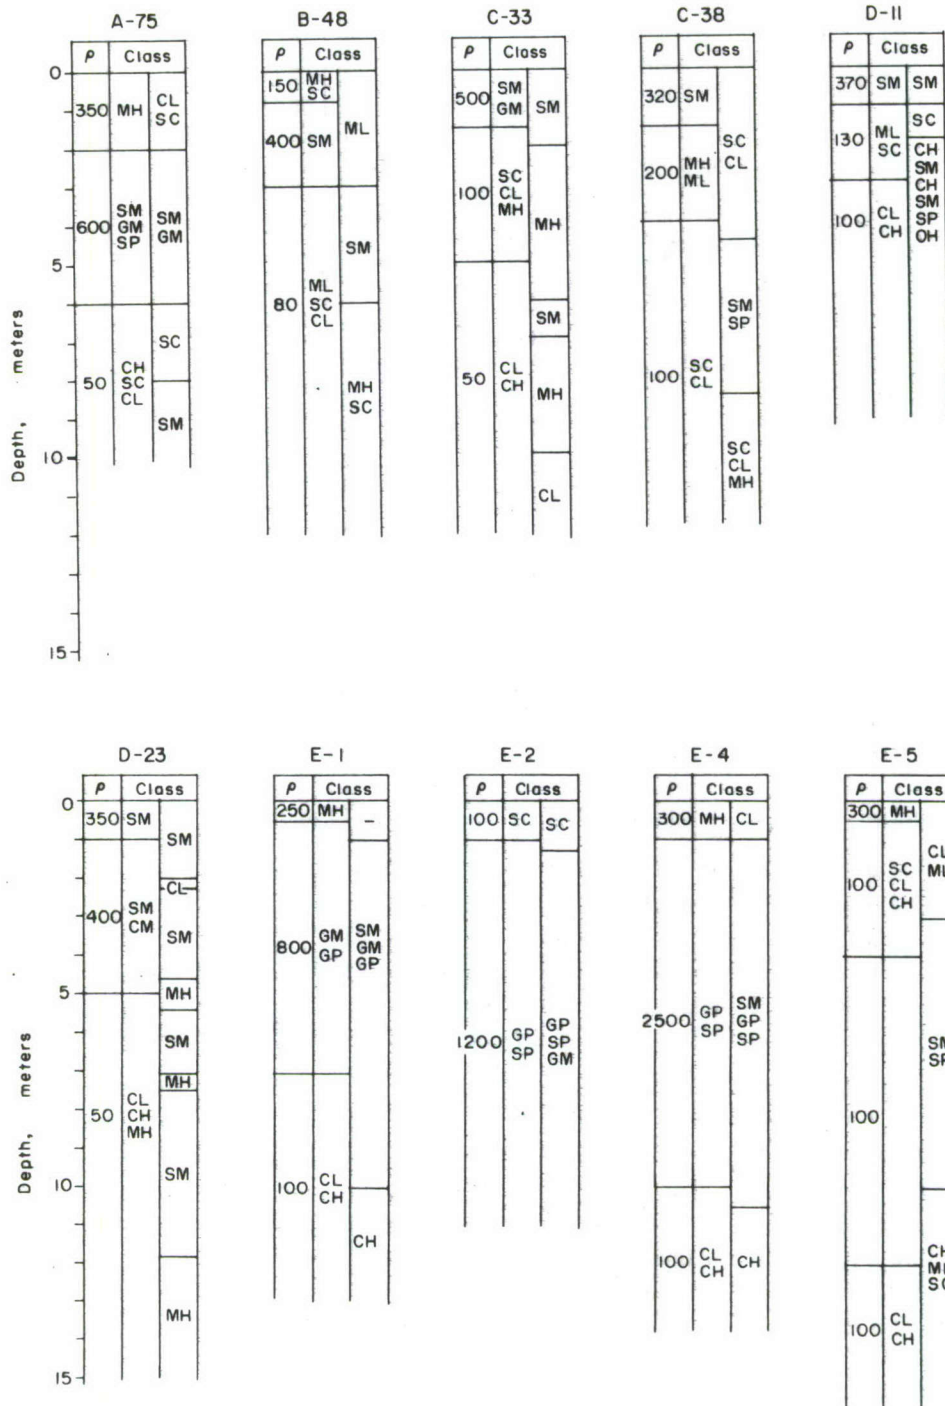 A-75
ρ Class
350 MH CL SC
600 SM GM SP SM GM
50 CH SC CL SC
SM
B-48
ρ Class
150 MH SC ML
400 SM
80 ML SC CL SM
MH SC
C-33
ρ Class
500 SM GM SM
100 SC CL MH MH
SM
50 CL CH MH
CL
C-38
ρ Class
320 SM SC CL
200 MH ML
100 SC CL SM SP
SC CL MH
D-11
ρ Class
370 SM SM
130 ML SC SC
100 CL CH CH SM CH SM SP OH
Depth, meters
0
5
10
15
D-23
ρ Class
350 SM SM
CL
400 SM CM SM
MH
SM
MH
50 CL CH MH SM
MH
E-1
ρ Class
250 MH –
800 GM GP SM GM GP
100 CL CH
CH
E-2
ρ Class
100 SC SC
1200 GP SP GP SP GM
E-4
ρ Class
300 MH CL
2500 GP SP SM GP SP
100 CL CH CH
E-5
ρ Class
300 MH
100 SC CL CH CL
100
100 CL CH
Depth, meters
0
5
10
15